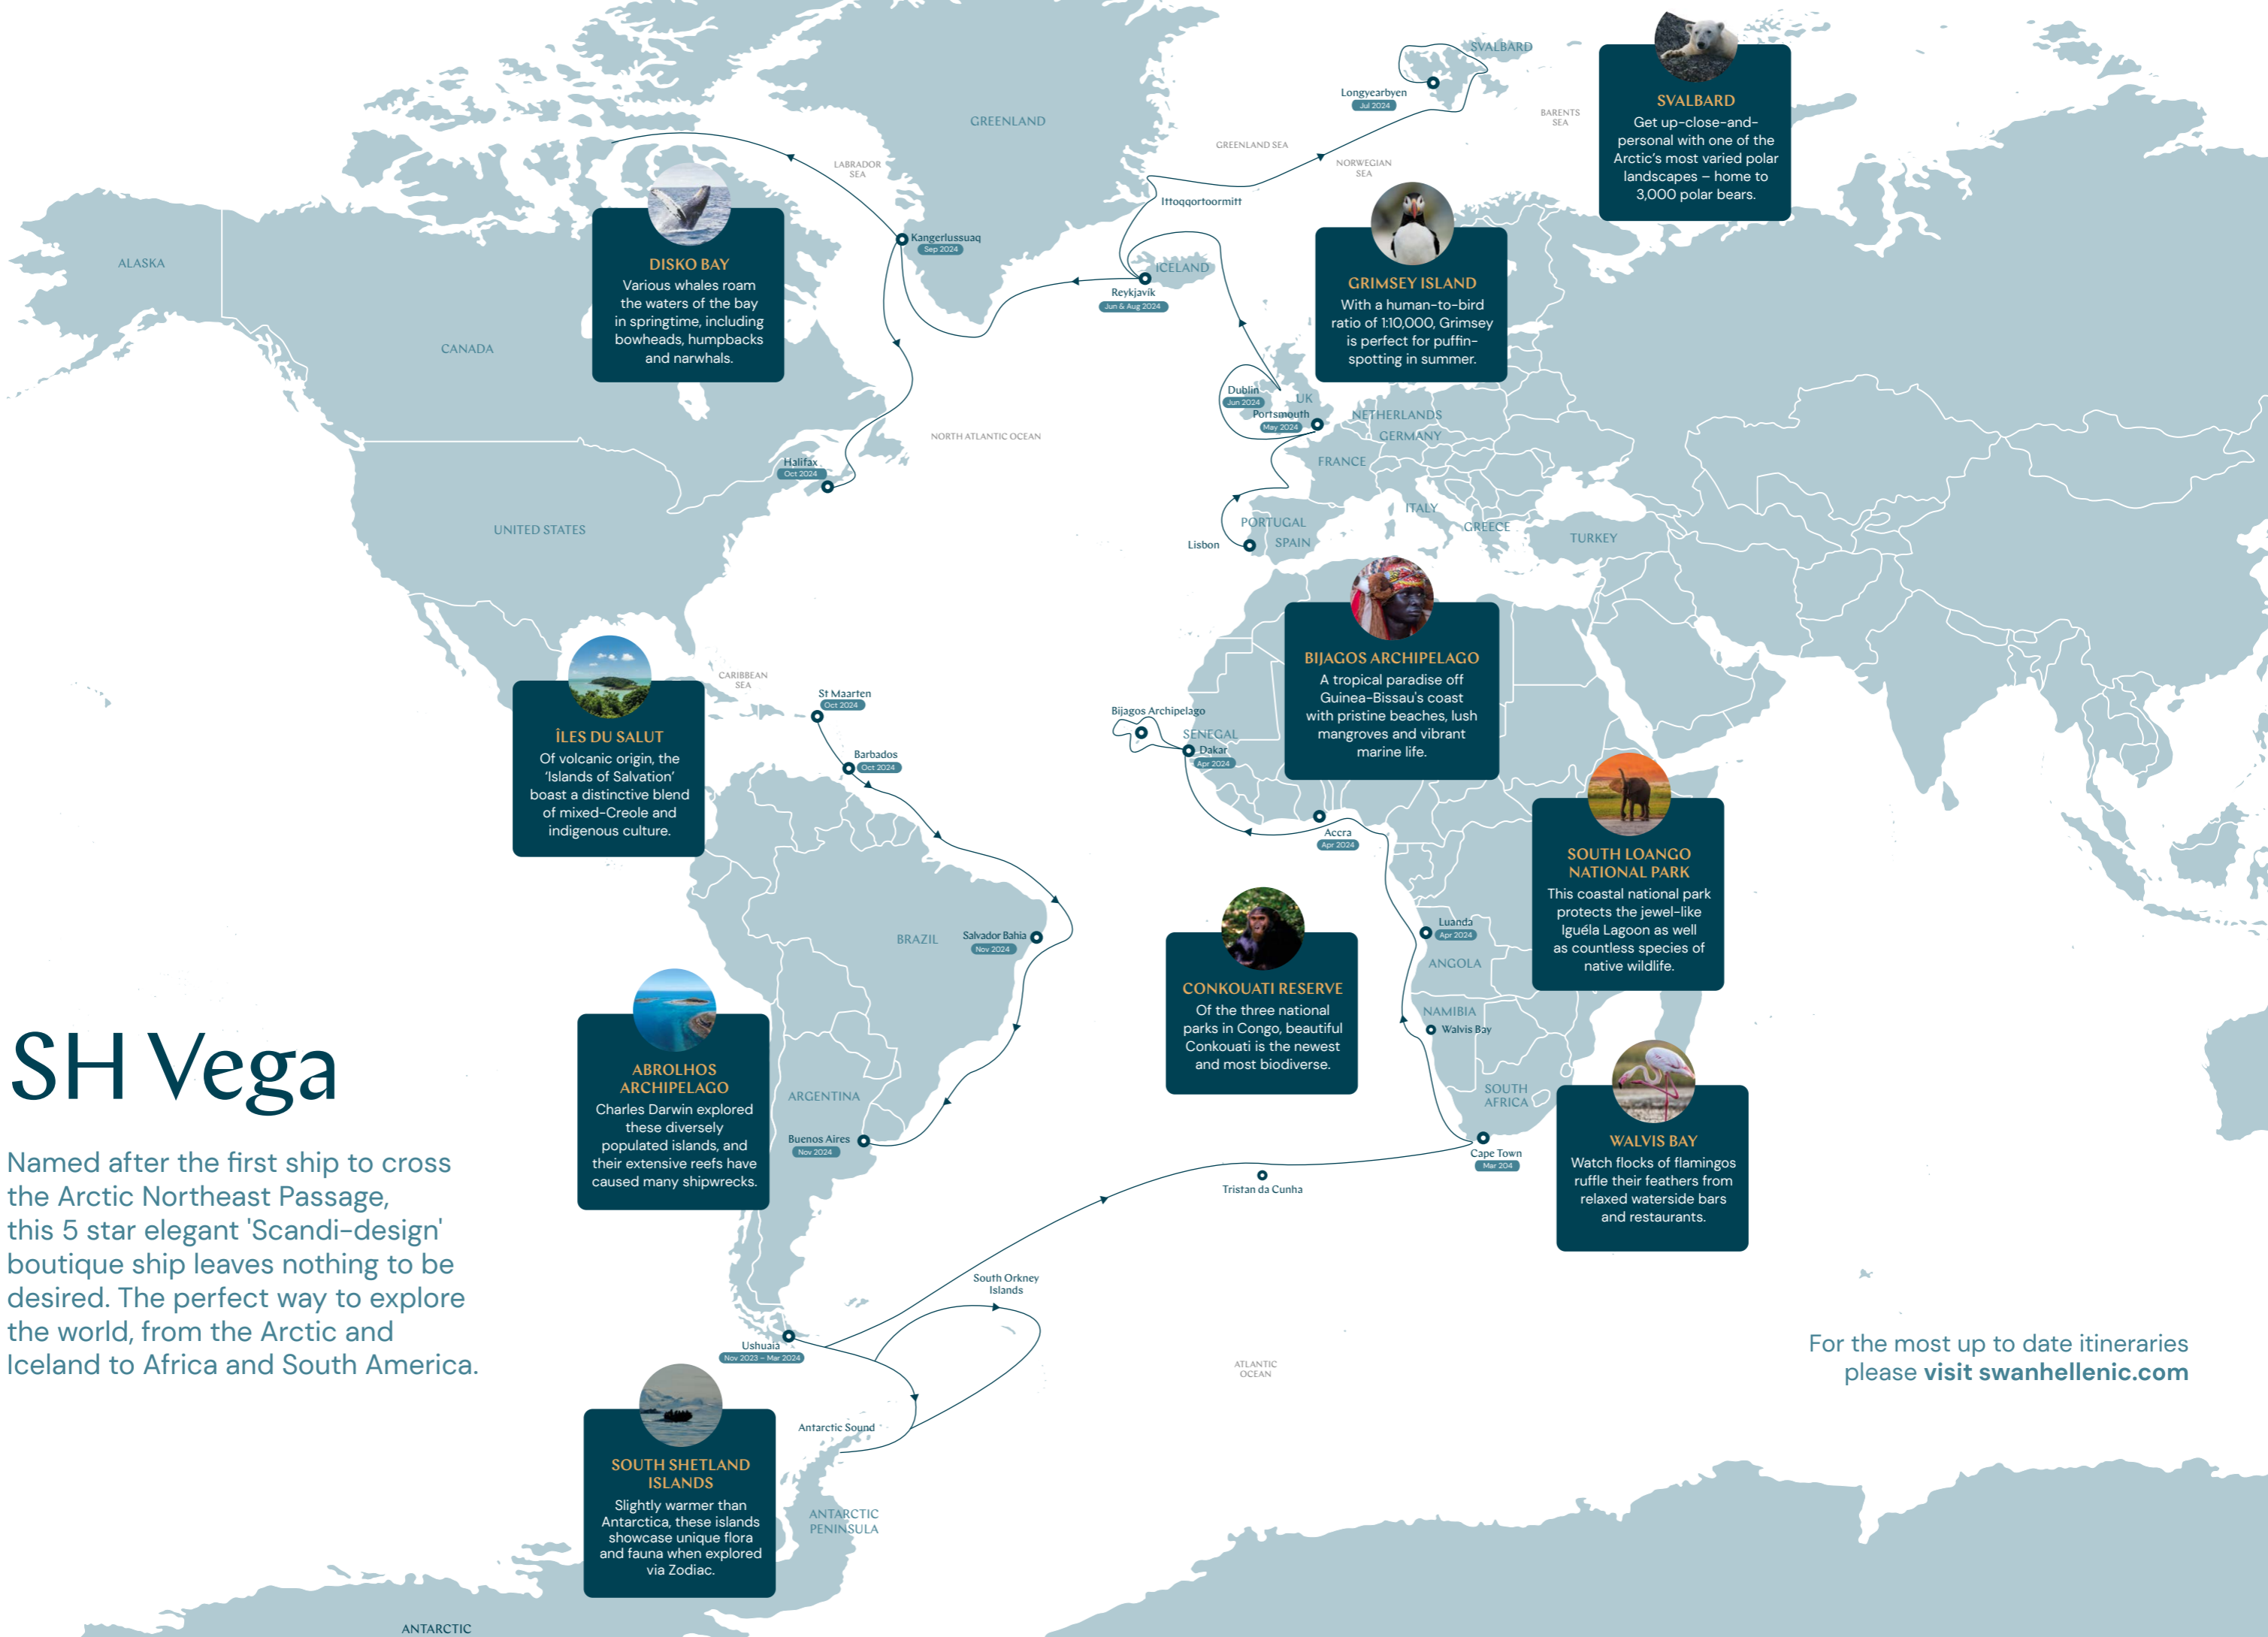 SVALBARD
Longyearbyen
Jul 2024
BARENTS
SEA
SVALBARD
Get up-close-and-
personal with one of the
Arctic's most varied polar
landscapes – home to
3,000 polar bears.
GREENLAND
GREENLAND SEA
NORWEGIAN
SEA
LABRADOR
SEA
Ittoqqortoormitt
Kangerlussuaq
Sep 2024
ICELAND
Reykjavik
Jun & Aug 2024
ALASKA
CANADA
DISKO BAY
Various whales roam
the waters of the bay
in springtime, including
bowheads, humpbacks
and narwhals.
GRIMSEY ISLAND
With a human-to-bird
ratio of 1:10,000, Grimsey
is perfect for puffin-
spotting in summer.
Dublin
Jun 2024
UK
Portsmouth
May 2024
NETHERLANDS
GERMANY
FRANCE
NORTH ATLANTIC OCEAN
Halifax
Oct 2024
UNITED STATES
ITALY
PORTUGAL
GREECE
SPAIN
TURKEY
Lisbon
BIJAGOS ARCHIPELAGO
A tropical paradise off
Guinea-Bissau's coast
with pristine beaches, lush
mangroves and vibrant
marine life.
CARIBBEAN
SEA
St Maarten
Oct 2024
Barbados
Oct 2024
ÎLES DU SALUT
Of volcanic origin, the
'Islands of Salvation'
boast a distinctive blend
of mixed-Creole and
indigenous culture.
Bijagos Archipelago
SENEGAL
Dakar
Apr 2024
Accra
Apr 2024
SOUTH LOANGO
NATIONAL PARK
This coastal national park
protects the jewel-like
Iguéla Lagoon as well
as countless species of
native wildlife.
BRAZIL
Salvador Bahia
Nov 2024
Luanda
Apr 2024
ANGOLA
CONKOUATI RESERVE
Of the three national
parks in Congo, beautiful
Conkouati is the newest
and most biodiverse.
NAMIBIA
Walvis Bay
SOUTH
AFRICA
ABROLHOS
ARCHIPELAGO
Charles Darwin explored
these diversely
populated islands, and
their extensive reefs have
caused many shipwrecks.
ARGENTINA
Buenos Aires
Nov 2024
Cape Town
Mar 204
WALVIS BAY
Watch flocks of flamingos
ruffle their feathers from
relaxed waterside bars
and restaurants.
Tristan da Cunha
SH Vega
Named after the first ship to cross
the Arctic Northeast Passage,
this 5 star elegant 'Scandi-design'
boutique ship leaves nothing to be
desired. The perfect way to explore
the world, from the Arctic and
Iceland to Africa and South America.
South Orkney
Islands
Ushuaia
Nov 2023 – Mar 2024
ATLANTIC
OCEAN
For the most up to date itineraries
please visit swanhellenic.com
Antarctic Sound
SOUTH SHETLAND
ISLANDS
Slightly warmer than
Antarctica, these islands
showcase unique flora
and fauna when explored
via Zodiac.
ANTARCTIC
PENINSULA
ANTARCTIC